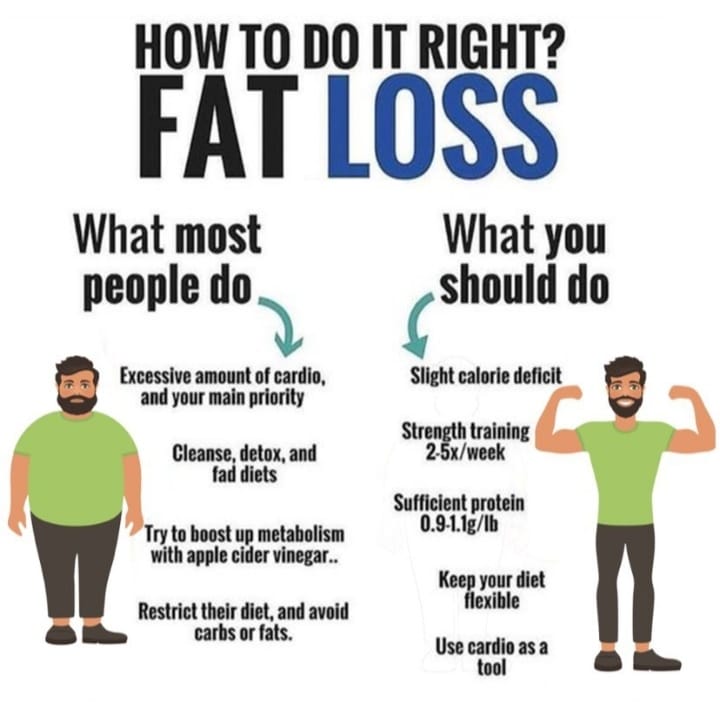 HOW TO DO IT RIGHT?
FAT LOSS
What most
people do
Excessive amount of cardio,
and your main priority
Cleanse, detox, and
fad diets
Try to boost up metabolism
with apple cider vinegar..
Restrict their diet, and avoid
carbs or fats.
What you
should do
Slight calorie deficit
Strength training
2-5x/week
Sufficient protein
0.9-1.1g/lb
Keep your diet
flexible
Use cardio as a
tool